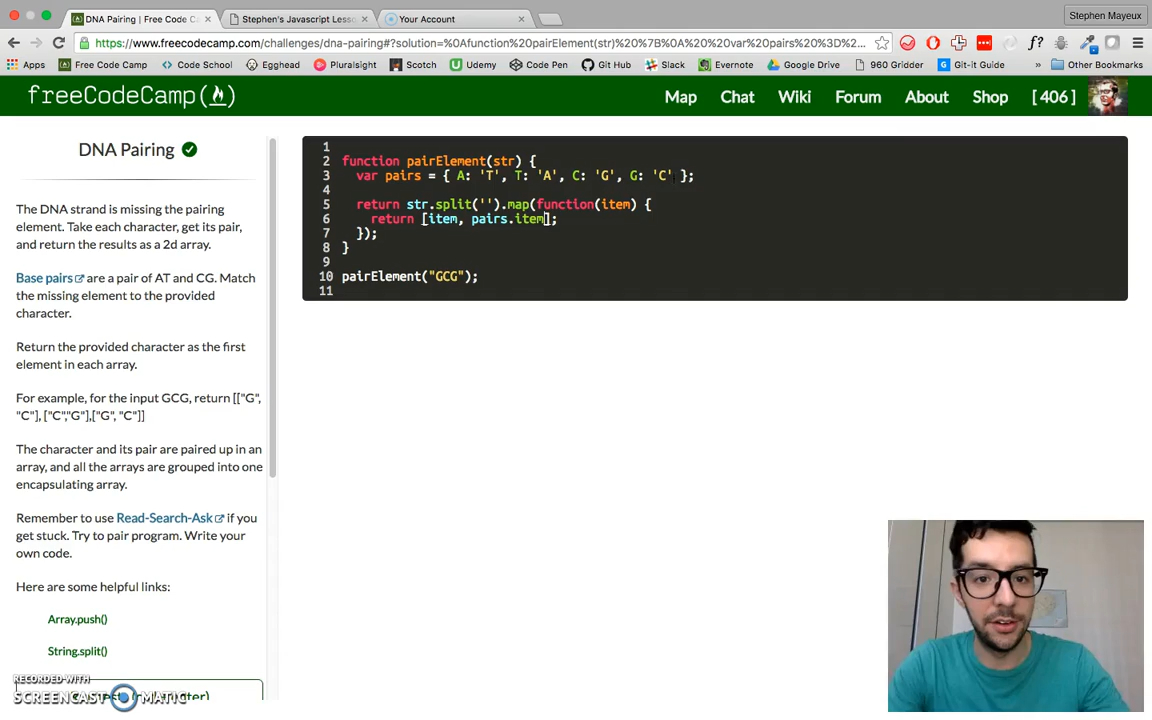 DNA Pairing | Free Code C
Stephen's Javascript Lesso
Your Account
Stephen Mayeux
https://www.freecodecamp.com/challenges/dna-pairing#?solution=%0Afunction%20pairElement(str)%20%7B%0A%20%20var%20pairs%20%3D%2...
f?
Apps Free Code Camp Code School Egghead Pluralsight Scotch Udemy Code Pen Git Hub Slack Evernote Google Drive 960 Gridder Git-it Guide » Other Bookmarks
freeCodeCamp
Map Chat Wiki Forum About Shop [ 406 ]
DNA Pairing
The DNA strand is missing the pairing
element. Take each character, get its pair,
and return the results as a 2d array.
Base pairs are a pair of AT and CG. Match
the missing element to the provided
character.
Return the provided character as the first
element in each array.
For example, for the input GCG, return [["G",
"C"], ["C","G"],["G", "C"]]
The character and its pair are paired up in an
array, and all the arrays are grouped into one
encapsulating array.
Remember to use Read-Search-Ask if you
get stuck. Try to pair program. Write your
own code.
Here are some helpful links:
Array.push()
String.split()
RECORDED WITH
SCREENCAST MATIC
1
2 function pairElement(str) {
3 var pairs = { A: 'T', T: 'A', C: 'G', G: 'C' };
4
5 return str.split('').map(function(item) {
6 return [item, pairs.item];
7 });
8 }
9
10 pairElement("GCG");
11